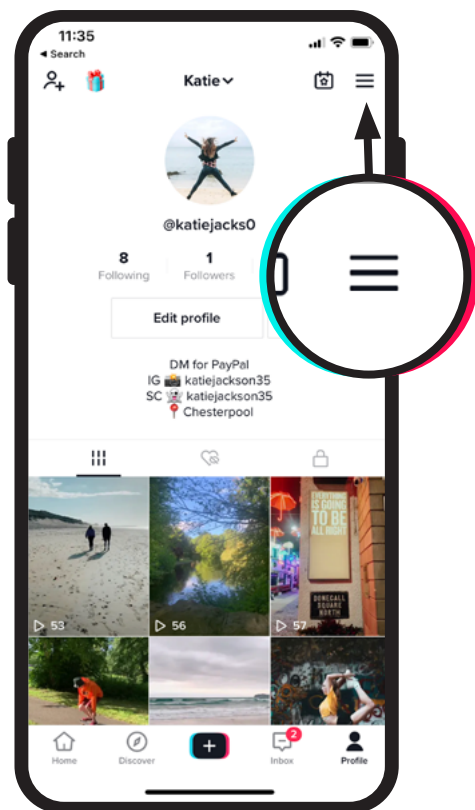 11:35
Search
Katie
@katiejacks0
8
1
Following
Followers
Edit profile
DM for PayPal
IG 📸 katiejackson35
SC 👻 katiejackson35
📍 Chesterpool
EVERYTHING
IS GOING
TO BE
ALL RIGHT
DONEGALL
SQUARE
NORTH
53
56
57
2
Home
Discover
Inbox
Profile